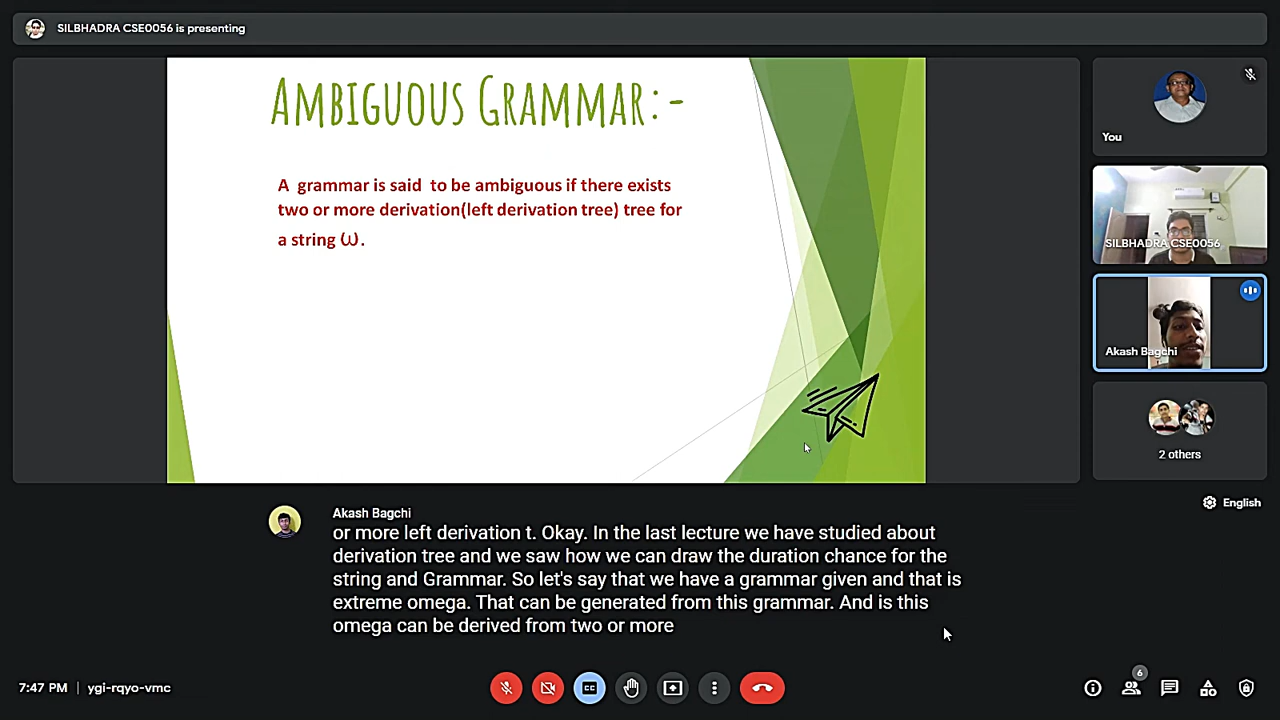 SILBHADRA CSE0056 is presenting
AMBIGUOUS GRAMMAR:-
A grammar is said to be ambiguous if there exists
two or more derivation(left derivation tree) tree for
a string ω.
You
SILBHADRA CSE0056
Akash Bagchi
2 others
English
Akash Bagchi
or more left derivation t. Okay. In the last lecture we have studied about
derivation tree and we saw how we can draw the duration chance for the
string and Grammar. So let's say that we have a grammar given and that is
extreme omega. That can be generated from this grammar. And is this
omega can be derived from two or more
7:47 PM | ygi-rqyo-vmc
CC
6